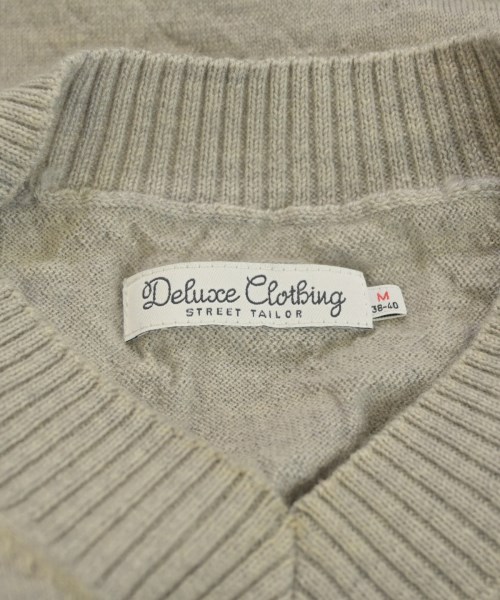 Deluxe Clothing
STREET TAILOR
M
38-40